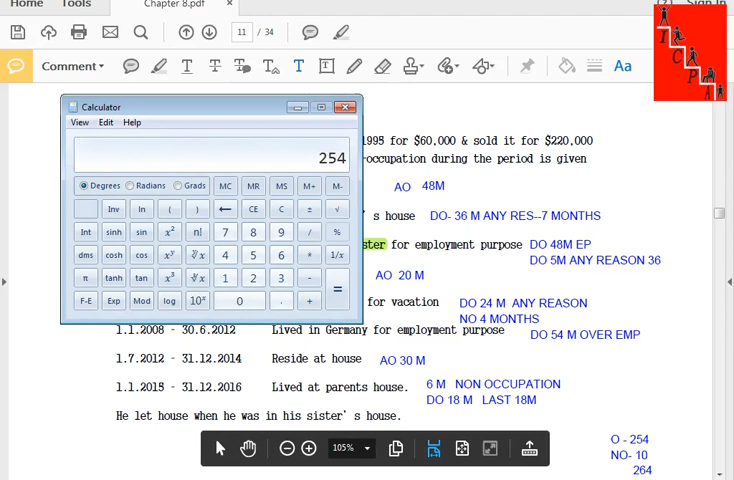 Home Tools Chapter 8.pdf × Sign In
11 / 34
Comment Aa
I C P A
Calculator
View Edit Help
254
Degrees Radians Grads MC MR MS M+ M-
Inv ln ( ) ← CE C ± √
Int sinh sin x² n! 7 8 9 / %
dms cosh cos xʸ ʸ√x 4 5 6 * 1/x
π tanh tan x³ ³√x 1 2 3 - =
F-E Exp Mod log 10ˣ 0 . +
1995 for $60,000 & sold it for $220,000
-occupation during the period is given
AO 48M
's house DO- 36 M ANY RES--7 MONTHS
ster for employment purpose DO 48M EP
DO 5M ANY REASON 36
AO 20 M
for vacation DO 24 M ANY REASON
NO 4 MONTHS
1.1.2008 - 30.6.2012 Lived in Germany for employment purpose
DO 54 M OVER EMP
1.7.2012 - 31.12.2014 Reside at house AO 30 M
1.1.2015 - 31.12.2016 Lived at parents house. 6 M NON OCCUPATION
DO 18 M LAST 18M
He let house when he was in his sister's house.
105%
O - 254
NO- 10
264